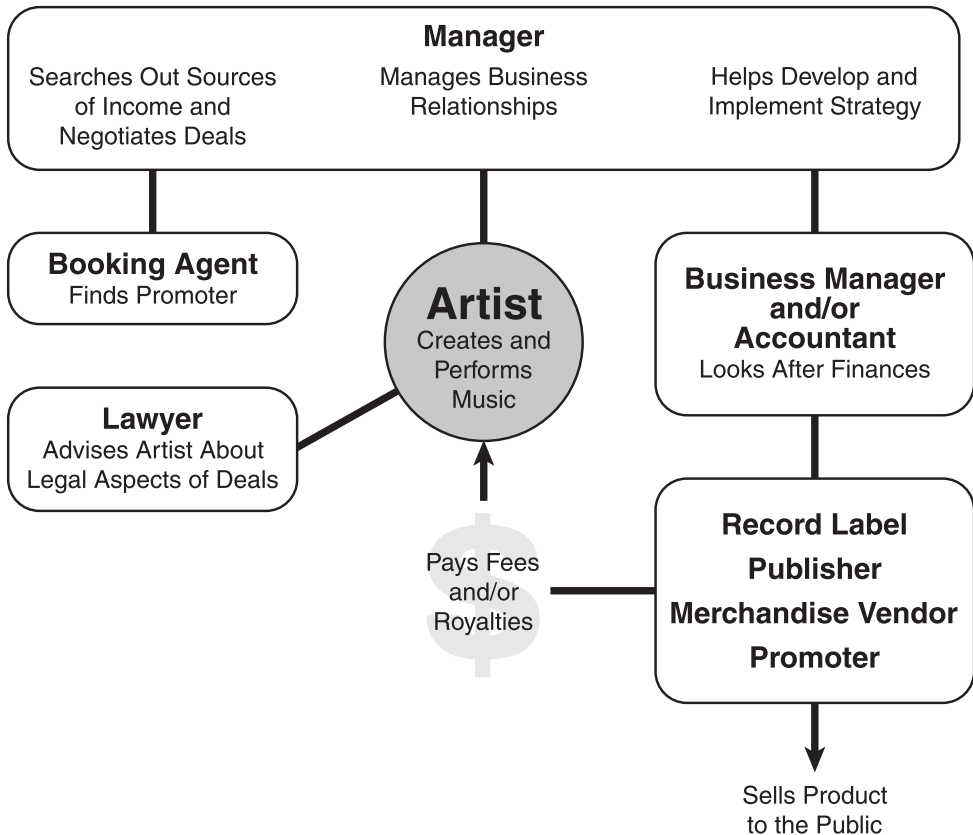 Manager
Searches Out Sources
of Income and
Negotiates Deals
Manages Business
Relationships
Helps Develop and
Implement Strategy
Booking Agent
Finds Promoter
Artist
Creates and
Performs
Music
Business Manager
and/or
Accountant
Looks After Finances
Lawyer
Advises Artist About
Legal Aspects of Deals
$
Pays Fees
and/or
Royalties
Record Label
Publisher
Merchandise Vendor
Promoter
Sells Product
to the Public